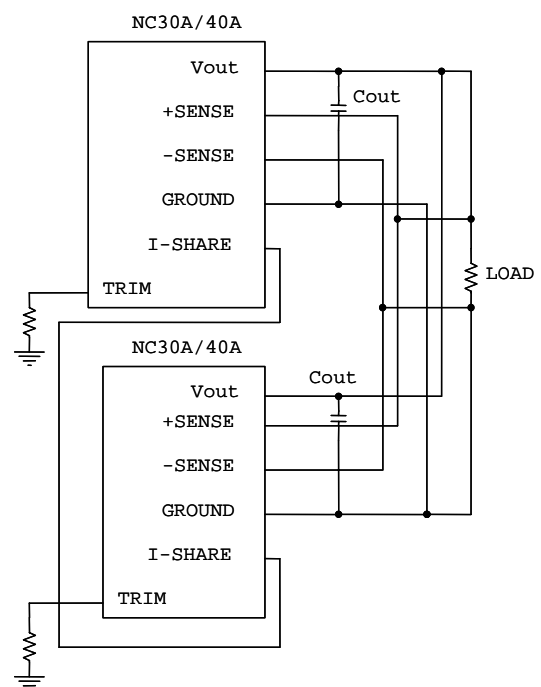 NC30A/40A
Vout
Cout
+SENSE
-SENSE
GROUND
I-SHARE
LOAD
TRIM
NC30A/40A
Cout
Vout
+SENSE
-SENSE
GROUND
I-SHARE
TRIM